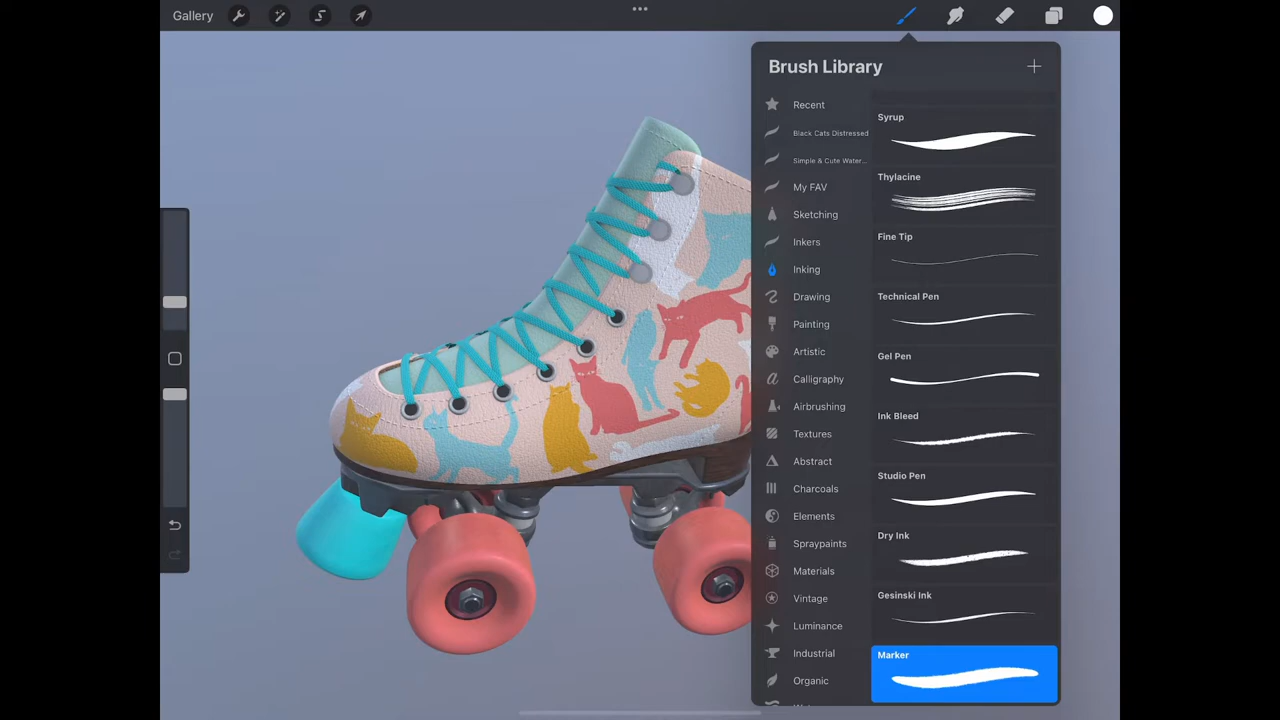 Gallery
Brush Library
Recent
Black Cats Distressed
Simple & Cute Water...
My FAV
Sketching
Inkers
Inking
Drawing
Painting
Artistic
Calligraphy
Airbrushing
Textures
Abstract
Charcoals
Elements
Spraypaints
Materials
Vintage
Luminance
Industrial
Organic
Syrup
Thylacine
Fine Tip
Technical Pen
Gel Pen
Ink Bleed
Studio Pen
Dry Ink
Gesinski Ink
Marker